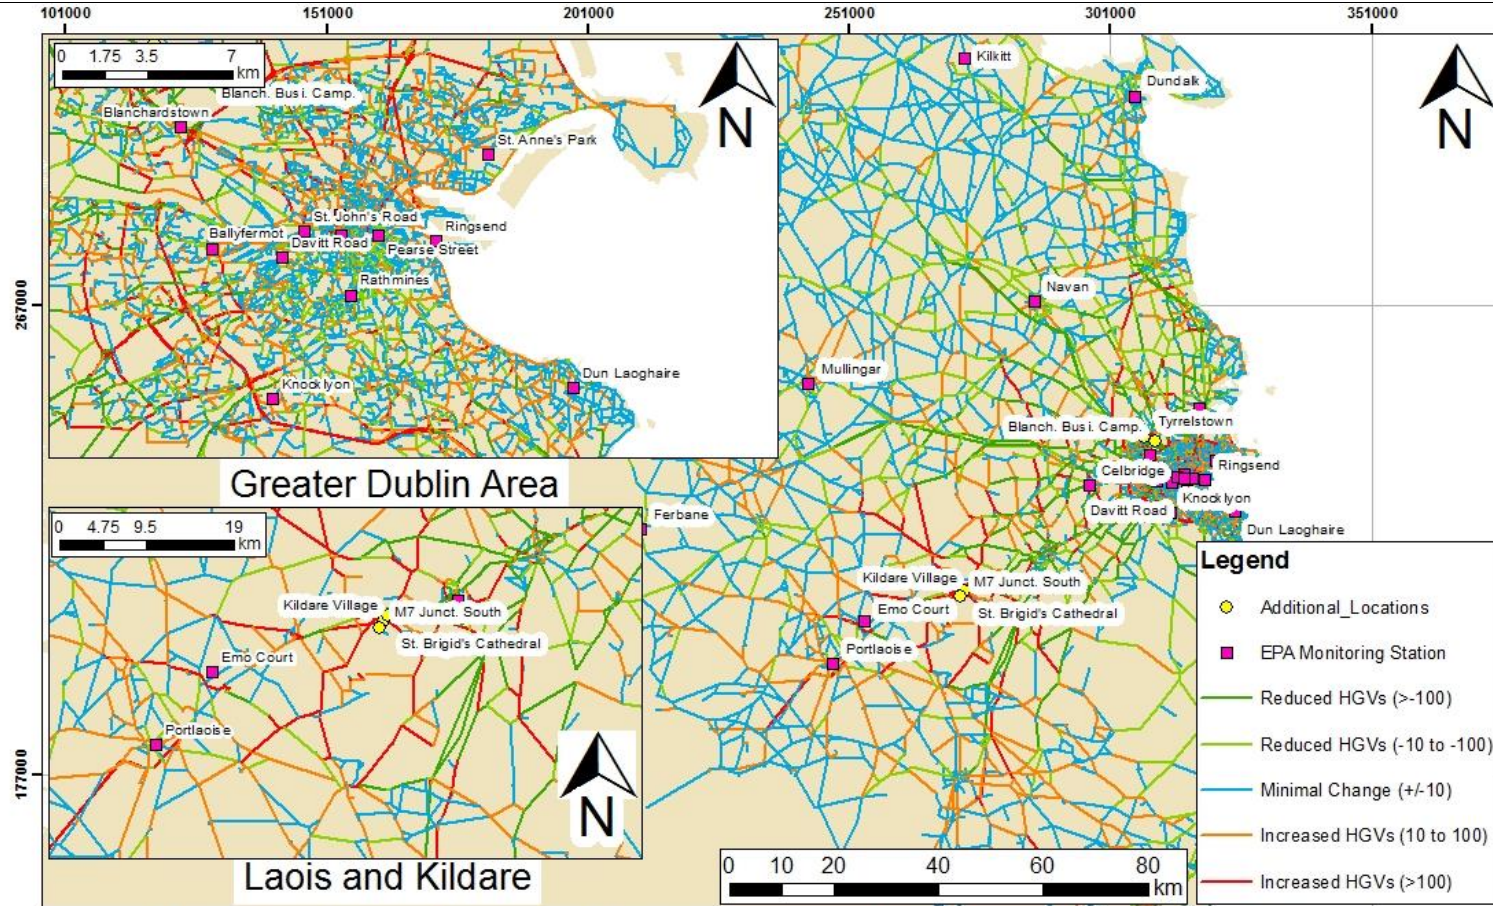 101000
151000
201000
251000
301000
351000
0 1.75 3.5 7
km
Blanch. Busi. Camp.
Blanchardstown
N
St. Anne's Park
St. John's Road
Ringsend
Ballyfermot
Davitt Road
Pearse Street
Rathmines
Knocklyon
Dun Laoghaire
Greater Dublin Area
267000
177000
0 4.75 9.5 19
km
Kildare Village
M7 Junct. South
St. Brigid's Cathedral
Emo Court
Portlaoise
N
Laois and Kildare
Kilkitt
Dundalk
N
Navan
Mullingar
Tyrrelstown
Blanch. Busi. Camp.
Celbridge
Ringsend
Knocklyon
Davitt Road
Dun Laoghaire
Ferbane
Kildare Village
M7 Junct. South
Emo Court
St. Brigid's Cathedral
Portlaoise
0 10 20 40 60 80
km
Legend
Additional_Locations
EPA Monitoring Station
Reduced HGVs (>-100)
Reduced HGVs (-10 to -100)
Minimal Change (+/-10)
Increased HGVs (10 to 100)
Increased HGVs (>100)